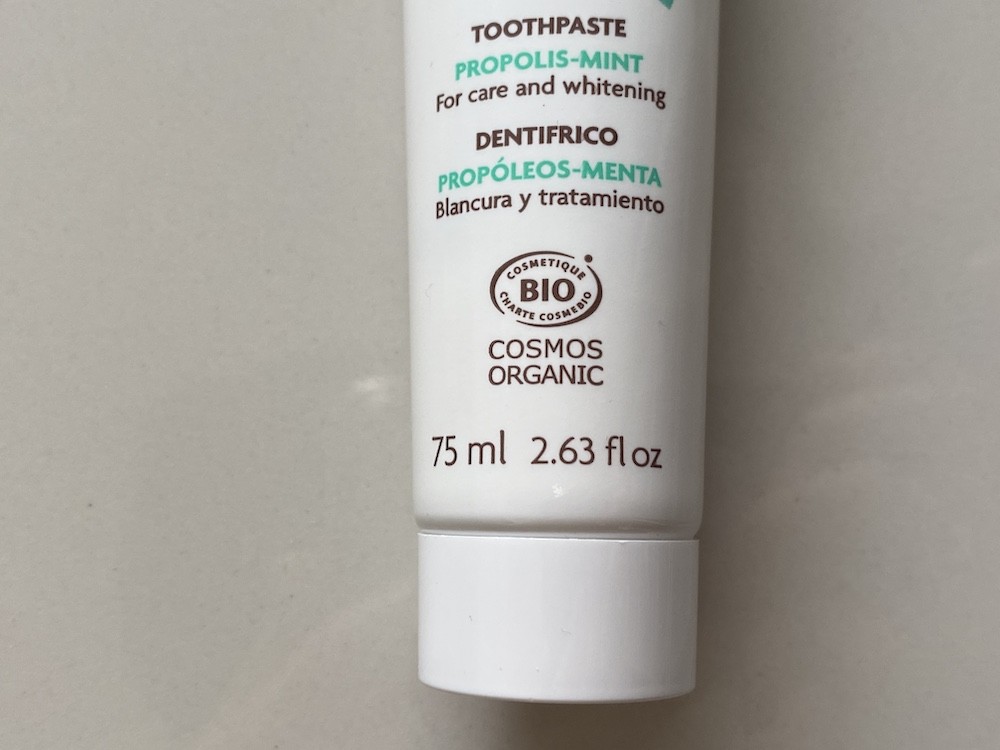 TOOTHPASTE
PROPOLIS-MINT
For care and whitening
DENTIFRICO
PROPÓLEOS-MENTA
Blancura y tratamiento
COSMETIQUE
BIO
CHARTE COSMEBIO
COSMOS
ORGANIC
75 ml 2.63 fl oz